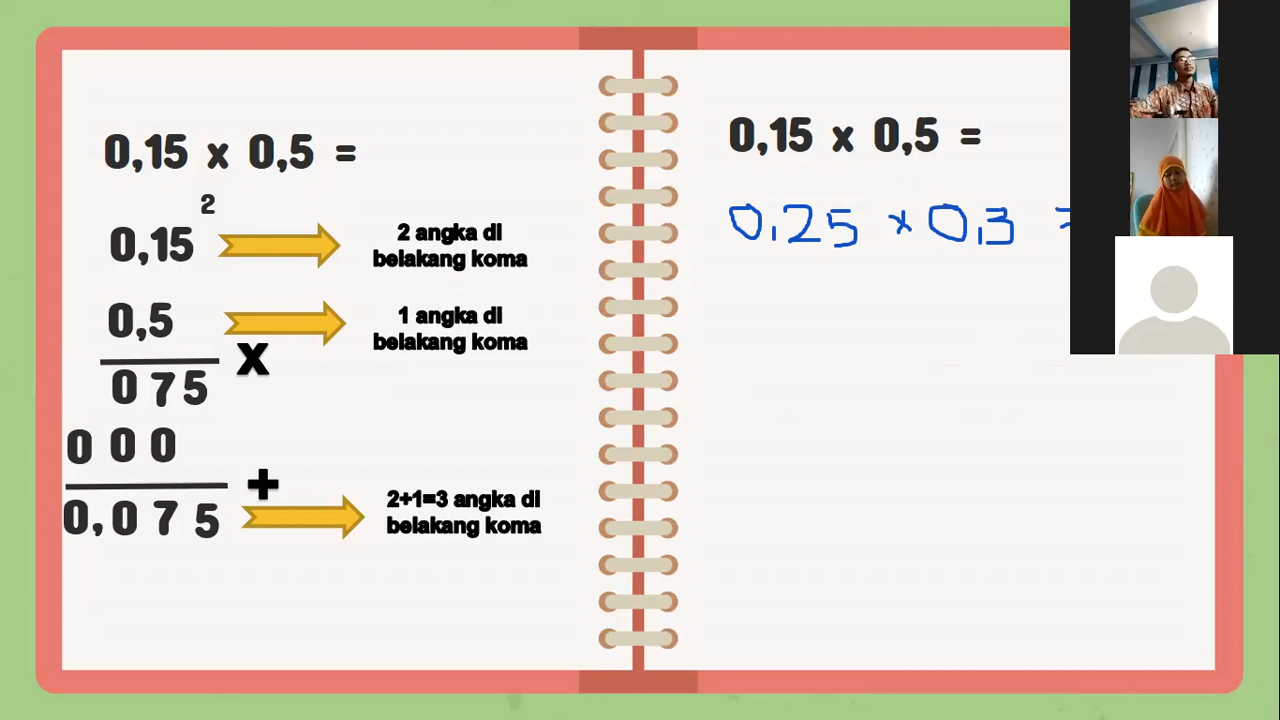 0,15 x 0,5 =
2
0,15
2 angka di
belakang koma
0,5
1 angka di
belakang koma
x
0 7 5
0 0 0
+
0,0 7 5
2+1=3 angka di
belakang koma
0,15 x 0,5 =
0,25 x 0,3 =